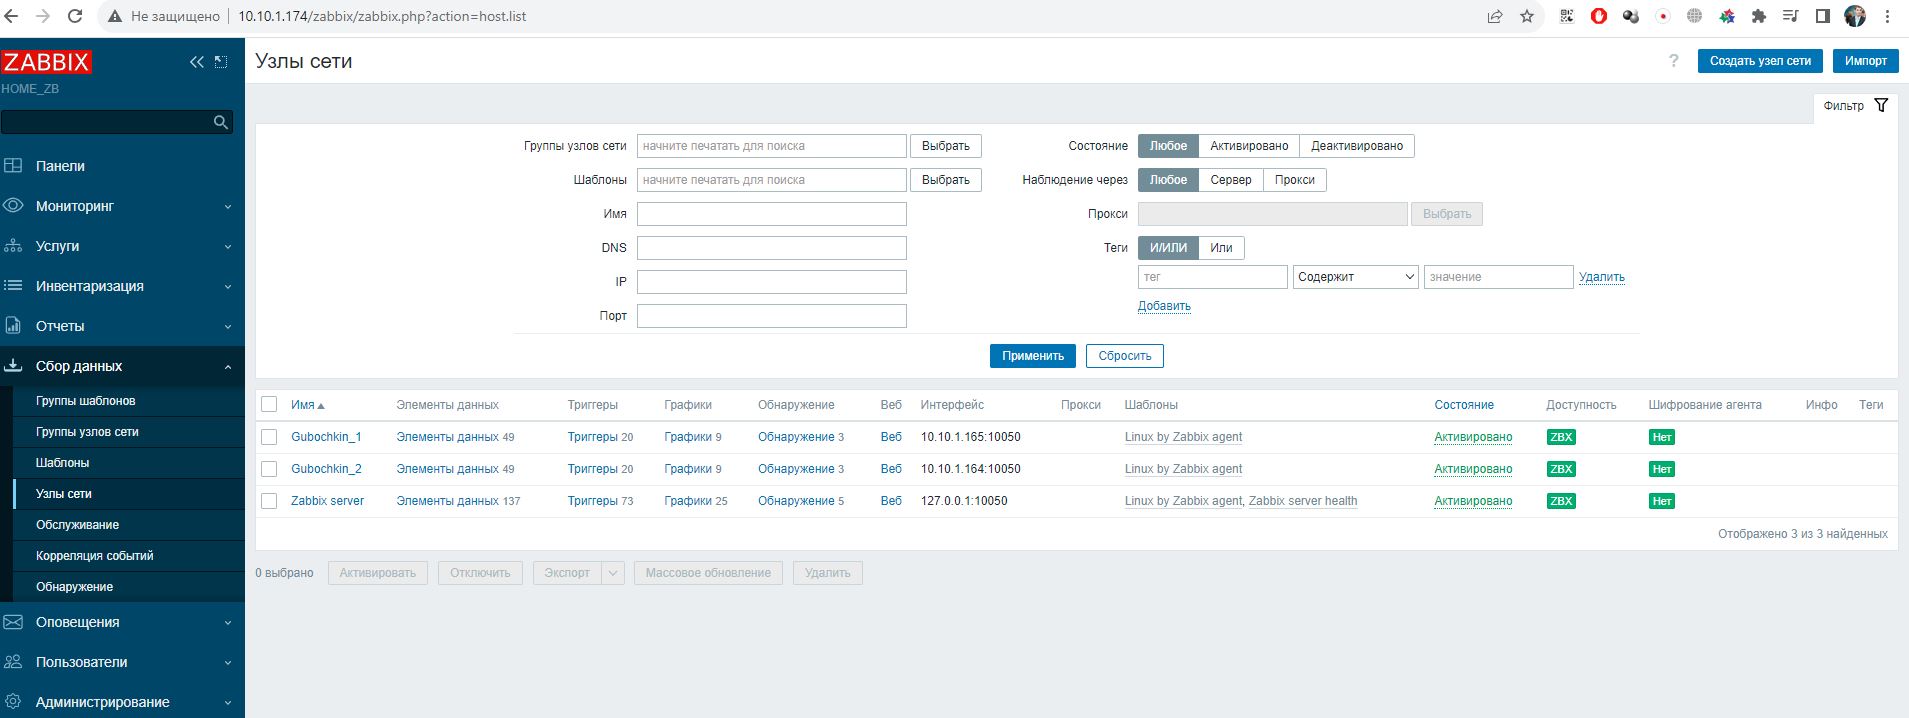 Не защищено 10.10.1.174/zabbix/zabbix.php?action=host.list
ZABBIX
HOME_ZB
Панели
Мониторинг
Услуги
Инвентаризация
Отчеты
Сбор данных
Группы шаблонов
Группы узлов сети
Шаблоны
Узлы сети
Обслуживание
Корреляция событий
Обнаружение
Оповещения
Пользователи
Администрирование
Узлы сети
? Создать узел сети Импорт
Фильтр
Группы узлов сети начните печатать для поиска Выбрать
Шаблоны начните печатать для поиска Выбрать
Имя
DNS
IP
Порт
Состояние Любое Активировано Деактивировано
Наблюдение через Любое Сервер Прокси
Прокси Выбрать
Теги И/ИЛИ Или
тег Содержит значение Удалить
Добавить
Применить Сбросить
Имя Элементы данных Триггеры Графики Обнаружение Веб Интерфейс Прокси Шаблоны Состояние Доступность Шифрование агента Инфо Теги
Gubochkin_1 Элементы данных 49 Триггеры 20 Графики 9 Обнаружение 3 Веб 10.10.1.165:10050 Linux by Zabbix agent Активировано ZBX Нет
Gubochkin_2 Элементы данных 49 Триггеры 20 Графики 9 Обнаружение 3 Веб 10.10.1.164:10050 Linux by Zabbix agent Активировано ZBX Нет
Zabbix server Элементы данных 137 Триггеры 73 Графики 25 Обнаружение 5 Веб 127.0.0.1:10050 Linux by Zabbix agent, Zabbix server health Активировано ZBX Нет
Отображено 3 из 3 найденных
0 выбрано Активировать Отключить Экспорт Массовое обновление Удалить